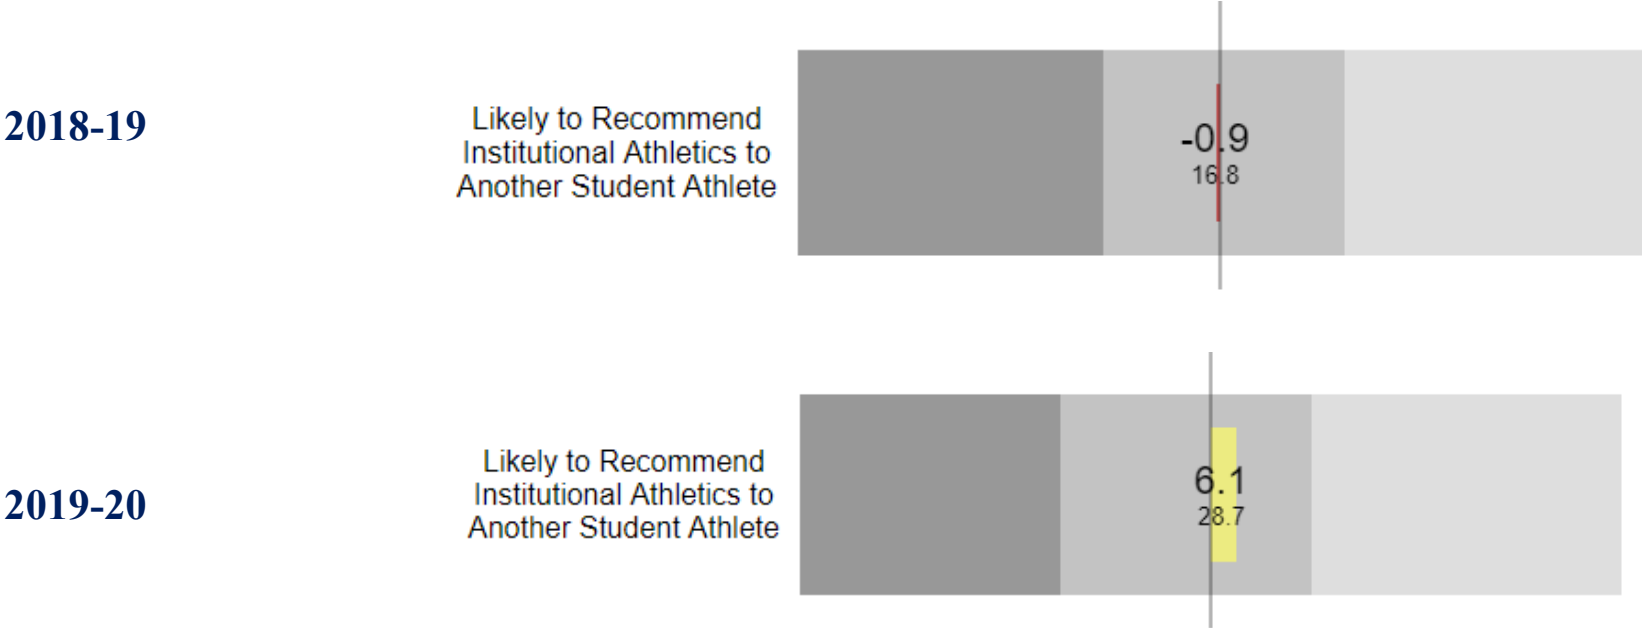 2018-19
Likely to Recommend
Institutional Athletics to
Another Student Athlete
-0.9
16.8
2019-20
Likely to Recommend
Institutional Athletics to
Another Student Athlete
6.1
28.7